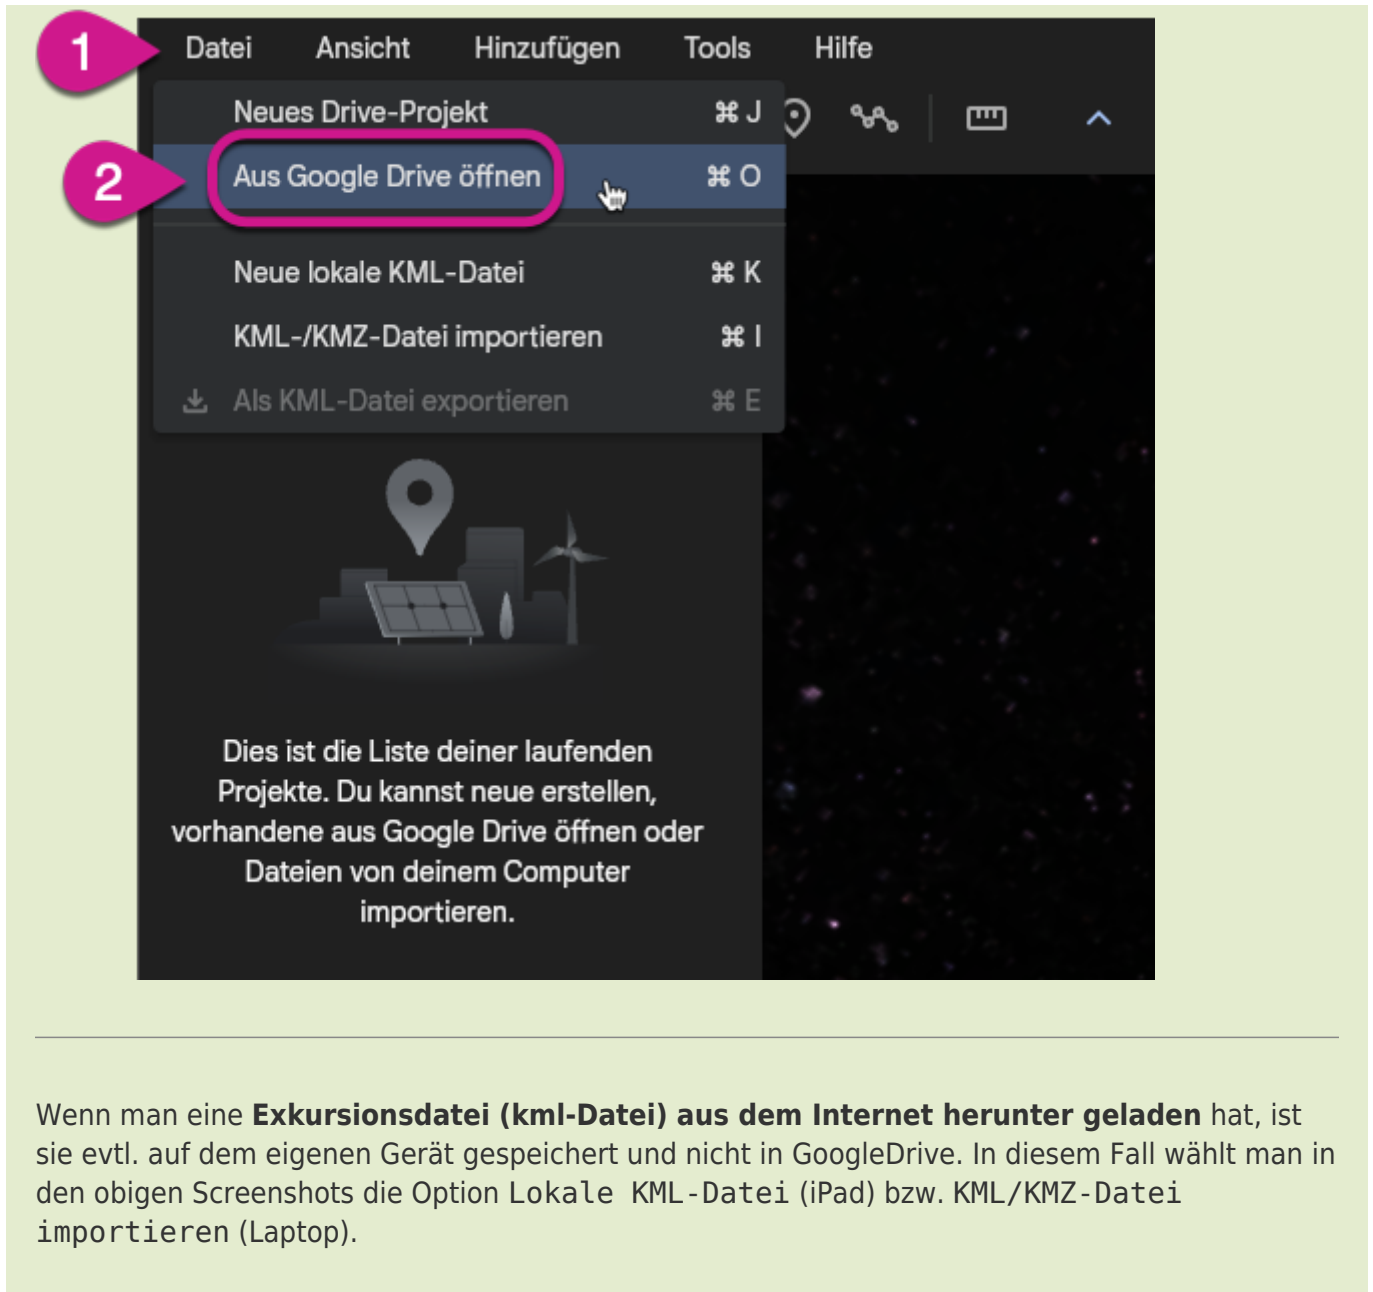 1
Datei Ansicht Hinzufügen Tools Hilfe
Neues Drive-Projekt ⌘ J
2
Aus Google Drive öffnen ⌘ O
Neue lokale KML-Datei ⌘ K
KML-/KMZ-Datei importieren ⌘ I
Als KML-Datei exportieren ⌘ E
Dies ist die Liste deiner laufenden
Projekte. Du kannst neue erstellen,
vorhandene aus Google Drive öffnen oder
Dateien von deinem Computer
importieren.
Wenn man eine Exkursionsdatei (kml-Datei) aus dem Internet herunter geladen hat, ist
sie evtl. auf dem eigenen Gerät gespeichert und nicht in GoogleDrive. In diesem Fall wählt man in
den obigen Screenshots die Option Lokale KML-Datei (iPad) bzw. KML/KMZ-Datei
importieren (Laptop).